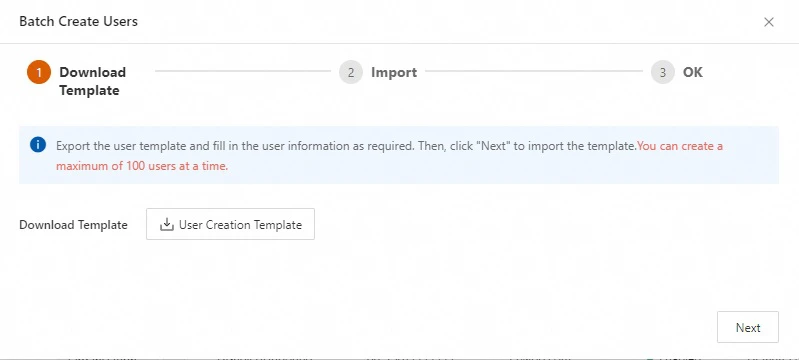 Batch Create Users
1 Download
Template
2 Import
3 OK
Export the user template and fill in the user information as required. Then, click "Next" to import the template.You can create a
maximum of 100 users at a time.
Download Template
User Creation Template
Next